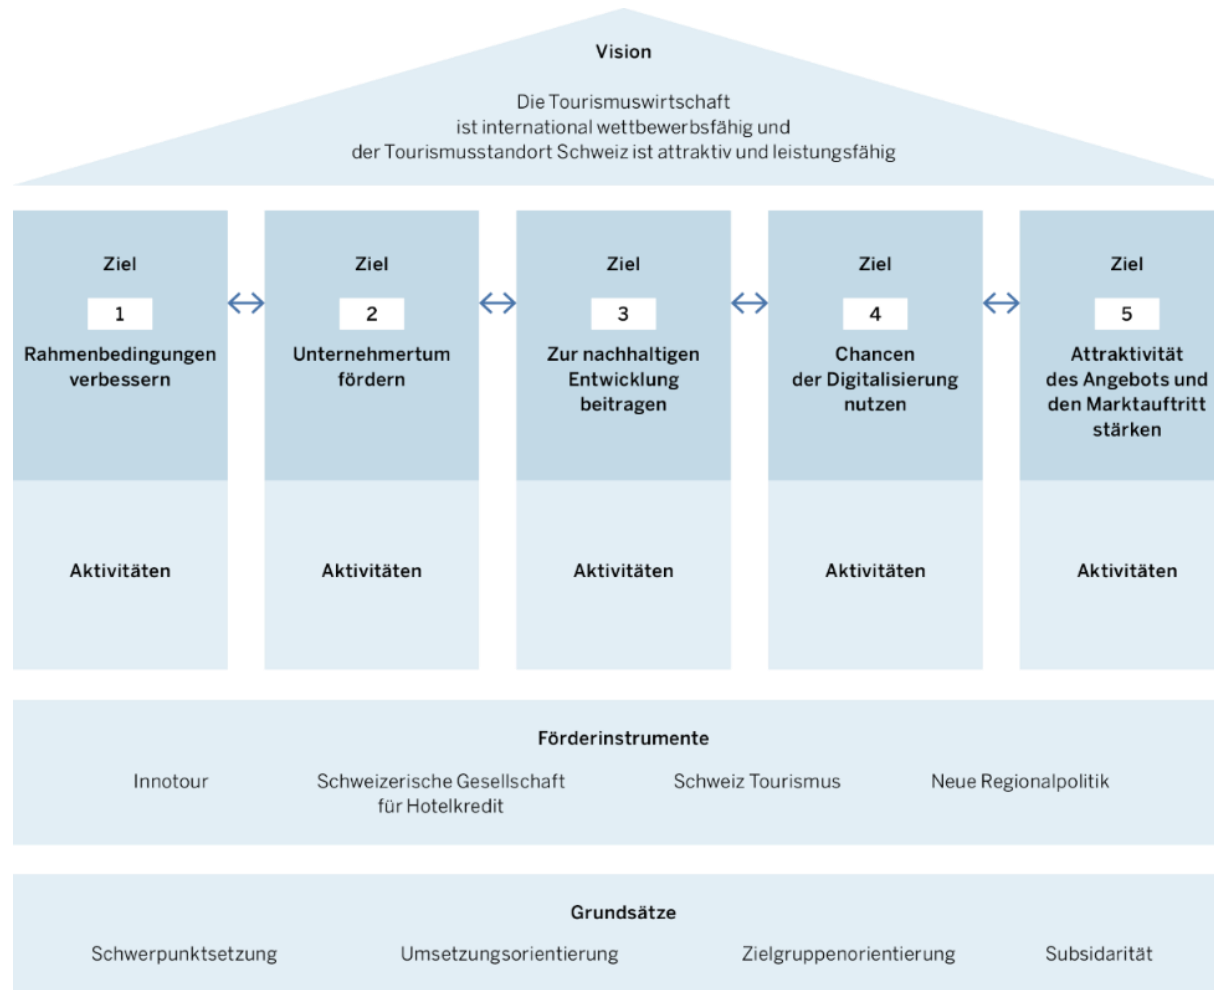 Vision
Die Tourismuswirtschaft
ist international wettbewerbsfähig und
der Tourismusstandort Schweiz ist attraktiv und leistungsfähig
Ziel
1
Rahmenbedingungen
verbessern
Ziel
2
Unternehmertum
fördern
Ziel
3
Zur nachhaltigen
Entwicklung
beitragen
Ziel
4
Chancen
der Digitalisierung
nutzen
Ziel
5
Attraktivität
des Angebots und
den Marktauftritt
stärken
Aktivitäten
Aktivitäten
Aktivitäten
Aktivitäten
Aktivitäten
Förderinstrumente
Innotour
Schweizerische Gesellschaft
für Hotelkredit
Schweiz Tourismus
Neue Regionalpolitik
Grundsätze
Schwerpunktsetzung
Umsetzungsorientierung
Zielgruppenorientierung
Subsidarität